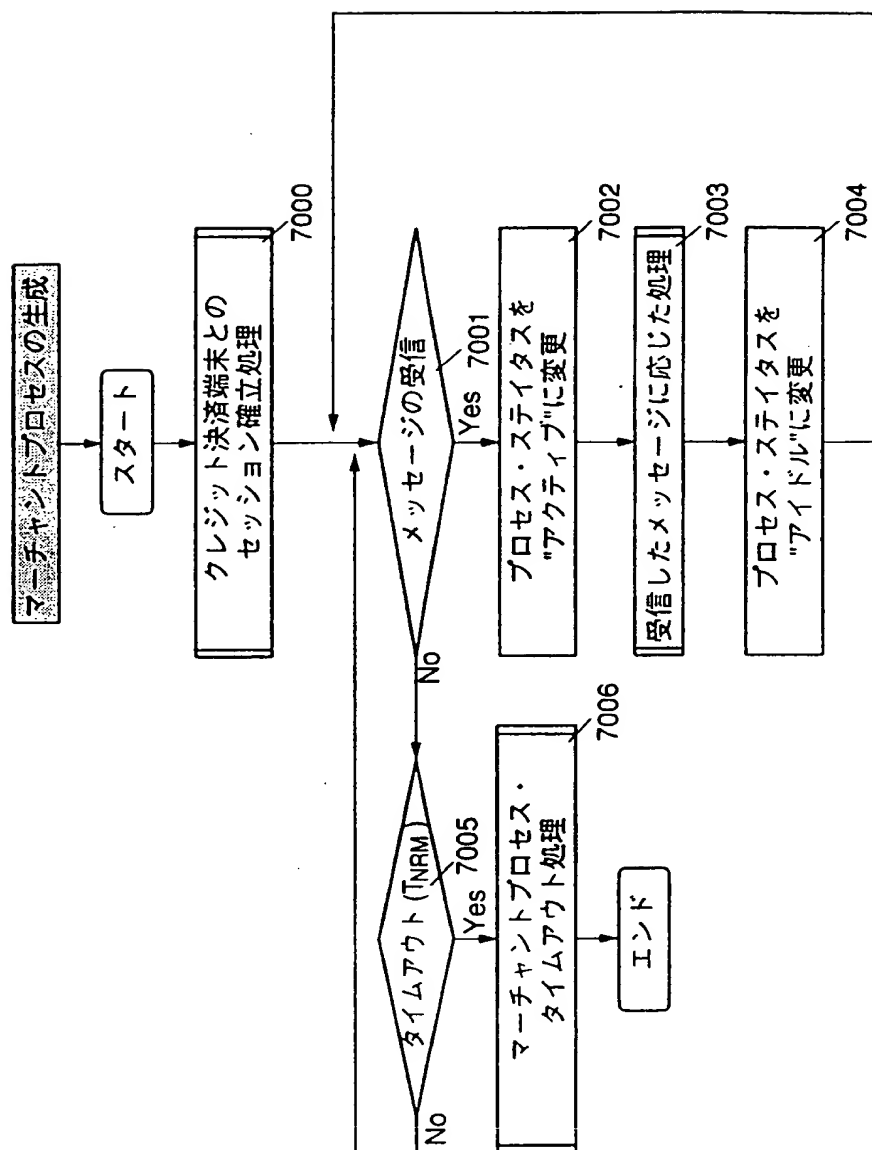 マーチャントプロセスの生成
スタート
クレジット決済端末との
セッション確立処理
7000
メッセージの受信
7001
Yes
No
プロセス・ステイタスを
"アクティブ"に変更
7002
受信したメッセージに応じた処理
7003
プロセス・ステイタスを
"アイドル"に変更
7004
タイムアウト(TNRM)
7005
Yes
No
マーチャントプロセス・
タイムアウト処理
7006
エンド